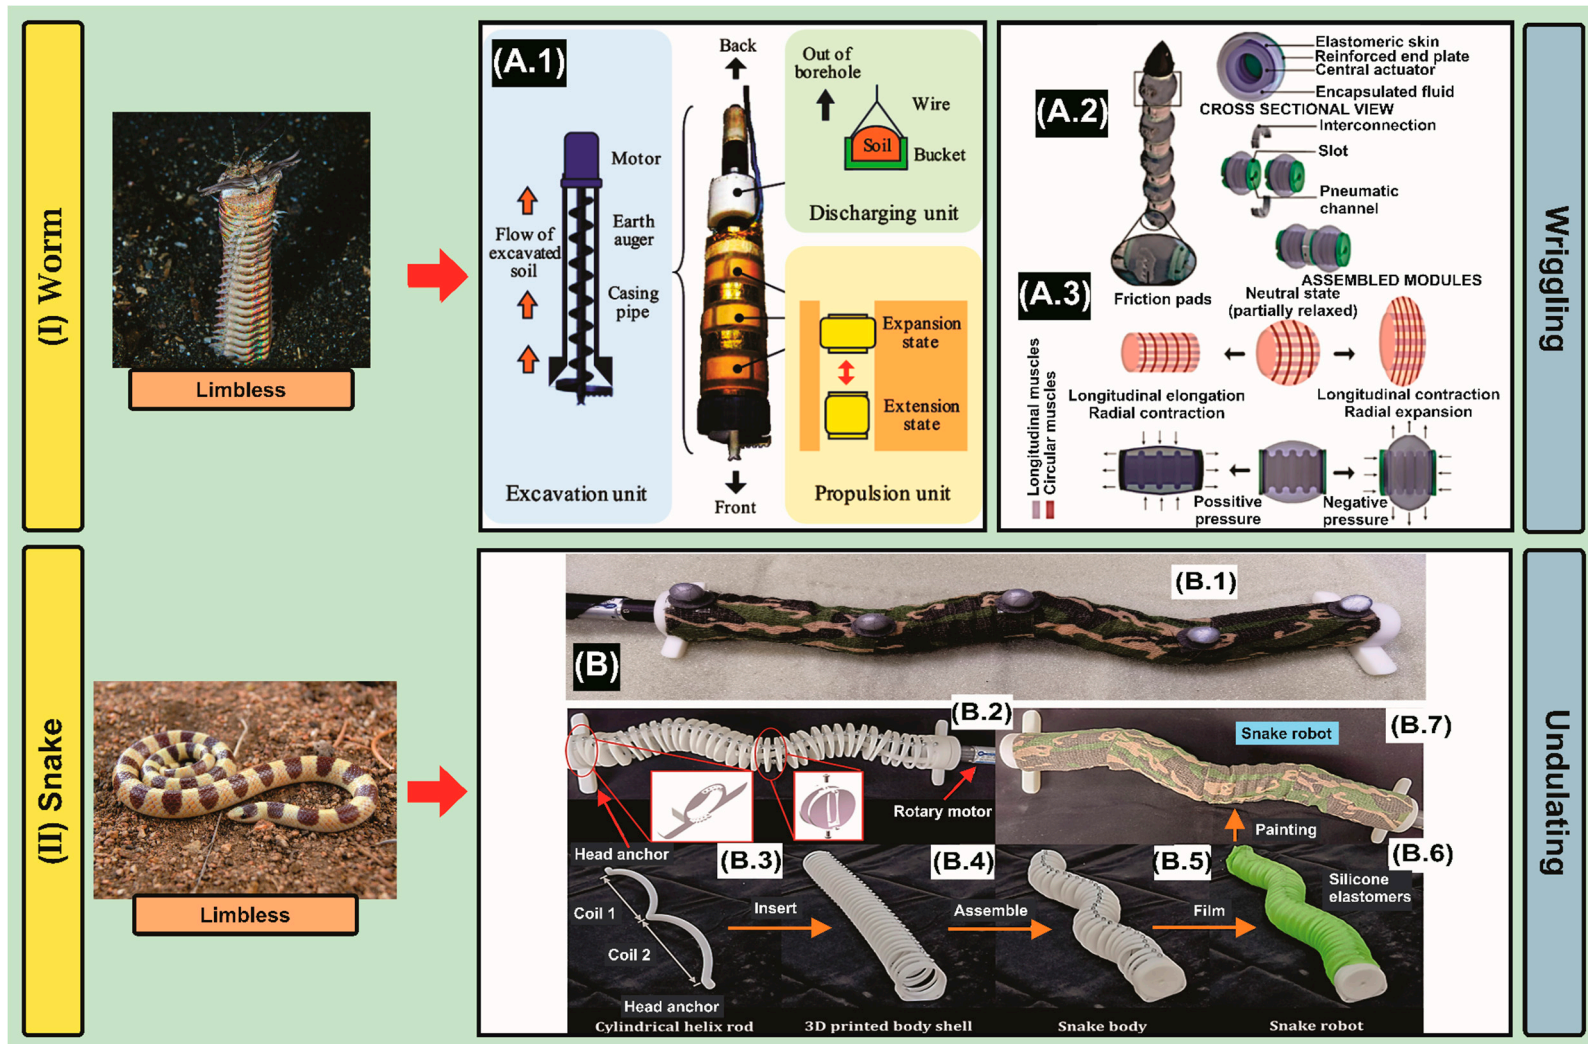 (I) Worm
Limbless
(A.1)
Back
Motor
Flow of
excavated
soil
Earth
auger
Casing
pipe
Excavation unit
Front
Out of
borehole
Wire
Soil
Bucket
Discharging unit
Expansion
state
Extension
state
Propulsion unit
(A.2)
Elastomeric skin
Reinforced end plate
Central actuator
Encapsulated fluid
CROSS SECTIONAL VIEW
Interconnection
Slot
Pneumatic
channel
ASSEMBLED MODULES
Friction pads
(A.3)
Neutral state
(partially relaxed)
Longitudinal muscles
Circular muscles
Longitudinal elongation
Radial contraction
Longitudinal contraction
Radial expansion
Possitive
pressure
Negative
pressure
Wriggling
(II) Snake
Limbless
(B)
(B.1)
(B.2)
Rotary motor
Head anchor
(B.7)
Snake robot
Painting
(B.3)
Coil 1
Coil 2
Head anchor
Cylindrical helix rod
Insert
(B.4)
3D printed body shell
Assemble
(B.5)
Snake body
Film
(B.6)
Silicone
elastomers
Snake robot
Undulating